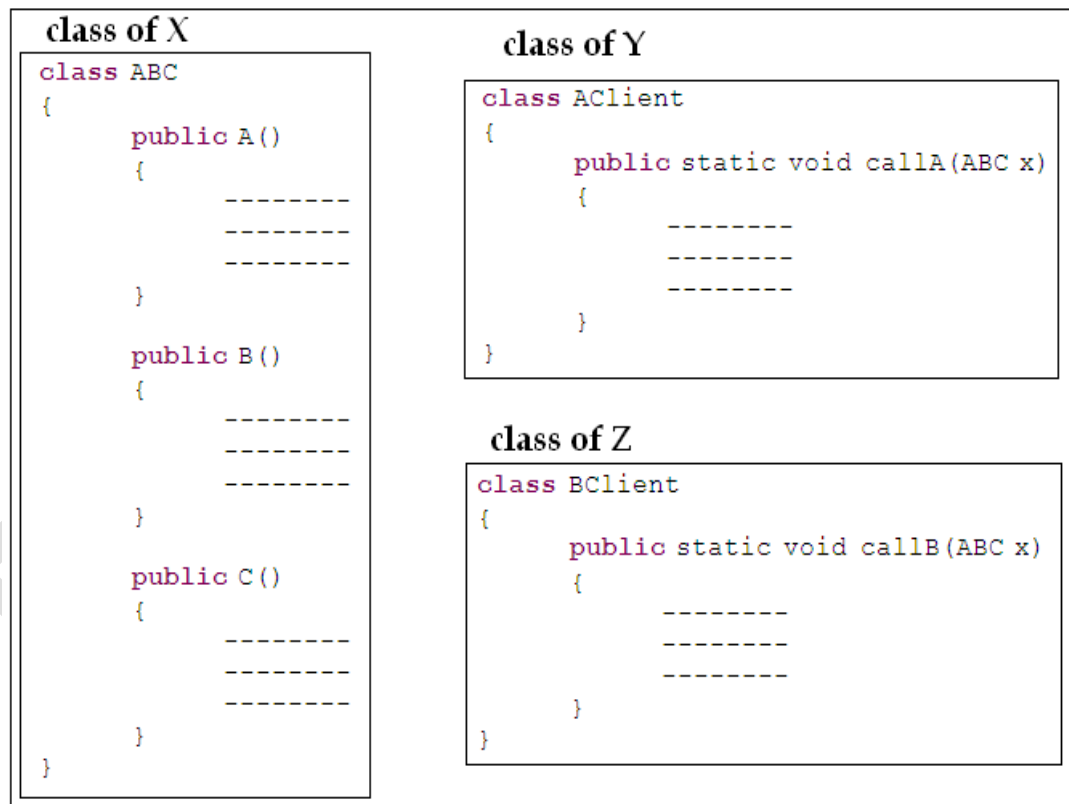 class of X
class ABC
{
public A()
{
--------
--------
--------
}
public B()
{
--------
--------
--------
}
public C()
{
--------
--------
--------
}
}
class of Y
class AClient
{
public static void callA(ABC x)
{
--------
--------
--------
}
}
class of Z
class BClient
{
public static void callB(ABC x)
{
--------
--------
--------
}
}